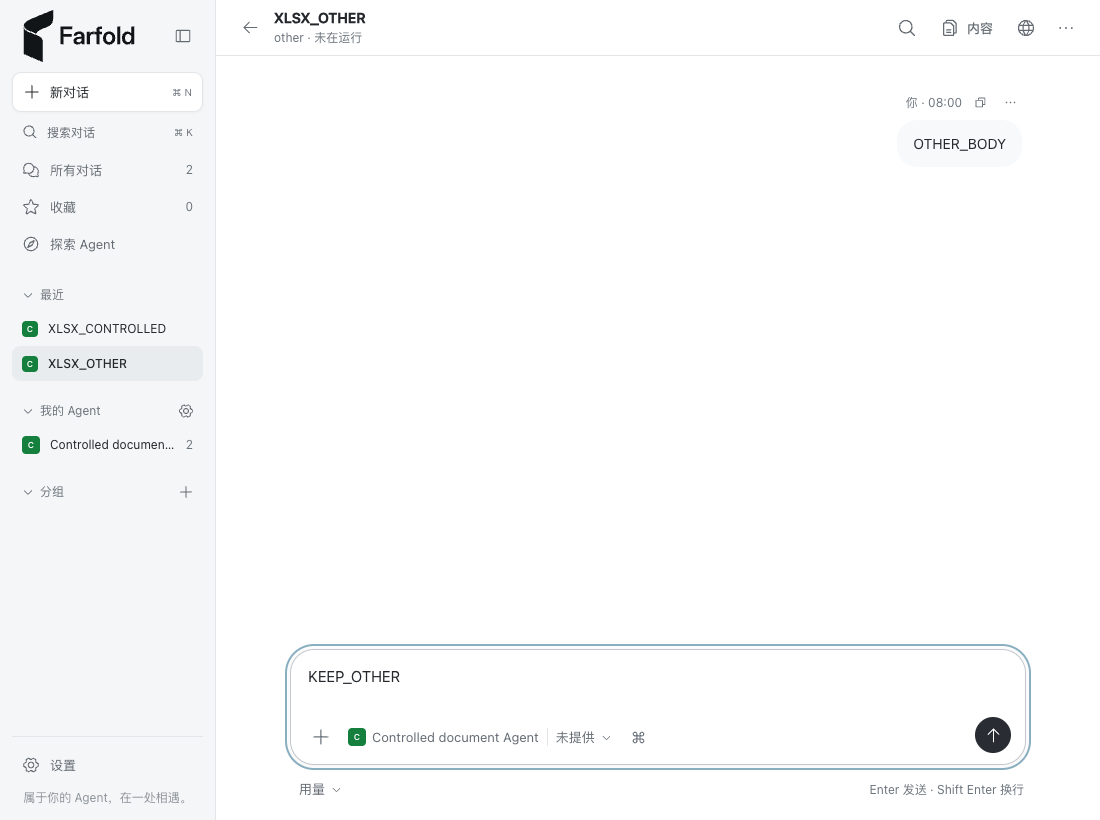 Farfold
新对话
⌘ N
搜索对话
⌘ K
所有对话
2
收藏
0
探索 Agent
最近
C
XLSX_CONTROLLED
C
XLSX_OTHER
我的 Agent
C
Controlled documen...
2
分组
设置
属于你的 Agent，在一处相遇。
XLSX_OTHER
other · 未在运行
内容
你 · 08:00
OTHER_BODY
KEEP_OTHER
C
Controlled document Agent
未提供
⌘
用量
Enter 发送 · Shift Enter 换行